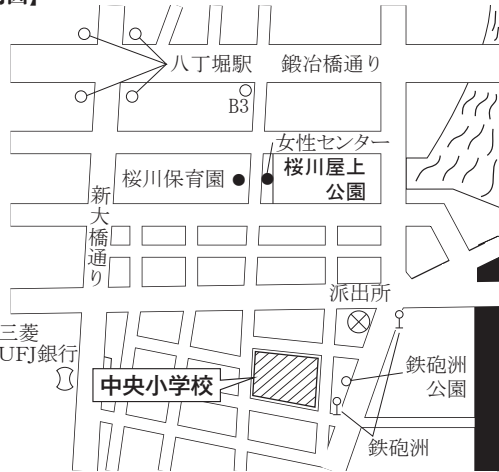 八丁堀駅
鍛冶橋通り
B3
女性センター
桜川保育園
桜川屋上
公園
新大橋通り
派出所
三菱
UFJ銀行
中央小学校
鉄砲洲
公園
鉄砲洲